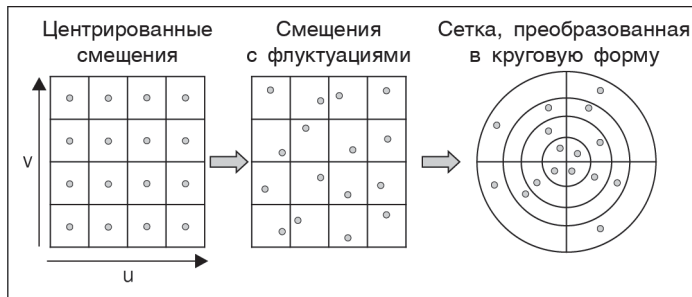 Центрированные
смещения
Смещения
с флуктуациями
Сетка, преобразованная
в круговую форму
v
u